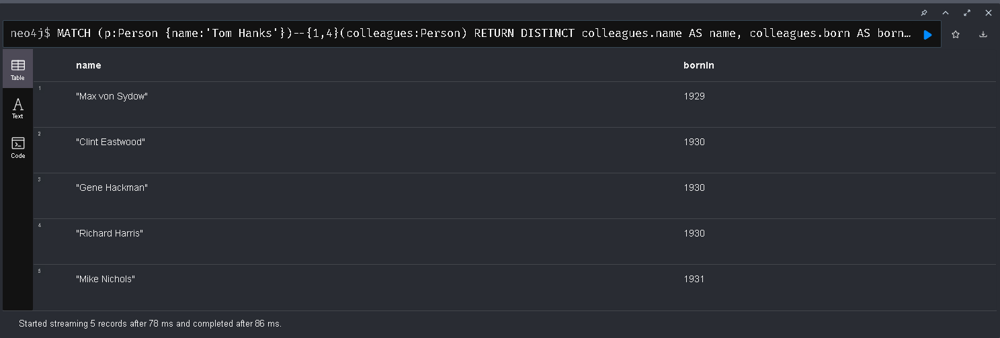 neo4j$ MATCH (p:Person {name:'Tom Hanks'})--{1,4}(colleagues:Person) RETURN DISTINCT colleagues.name AS name, colleagues.born AS born…
Table
Text
Code
name bornIn
1 "Max von Sydow" 1929
2 "Clint Eastwood" 1930
3 "Gene Hackman" 1930
4 "Richard Harris" 1930
5 "Mike Nichols" 1931
Started streaming 5 records after 78 ms and completed after 86 ms.